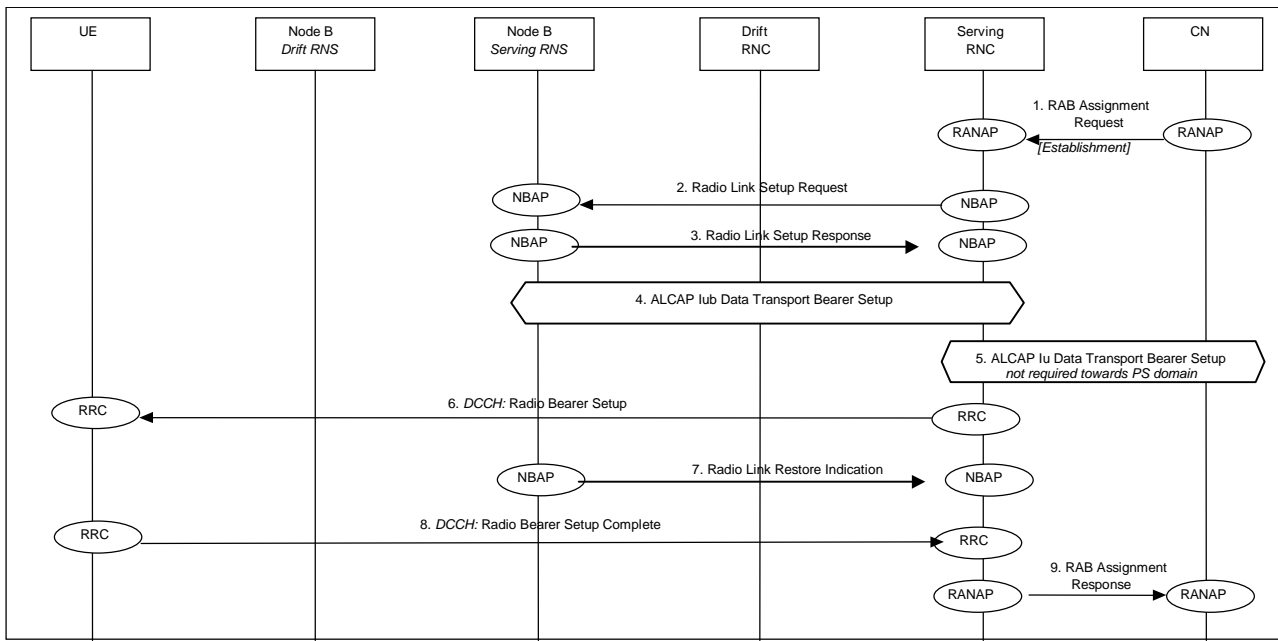 UE
Node B
Drift RNS
Node B
Serving RNS
Drift
RNC
Serving
RNC
CN
1. RAB Assignment
Request
RANAP
RANAP
[Establishment]
2. Radio Link Setup Request
NBAP
NBAP
3. Radio Link Setup Response
NBAP
NBAP
4. ALCAP Iub Data Transport Bearer Setup
5. ALCAP Iu Data Transport Bearer Setup
not required towards PS domain
6. DCCH: Radio Bearer Setup
RRC
RRC
7. Radio Link Restore Indication
NBAP
NBAP
8. DCCH: Radio Bearer Setup Complete
RRC
RRC
9. RAB Assignment
Response
RANAP
RANAP